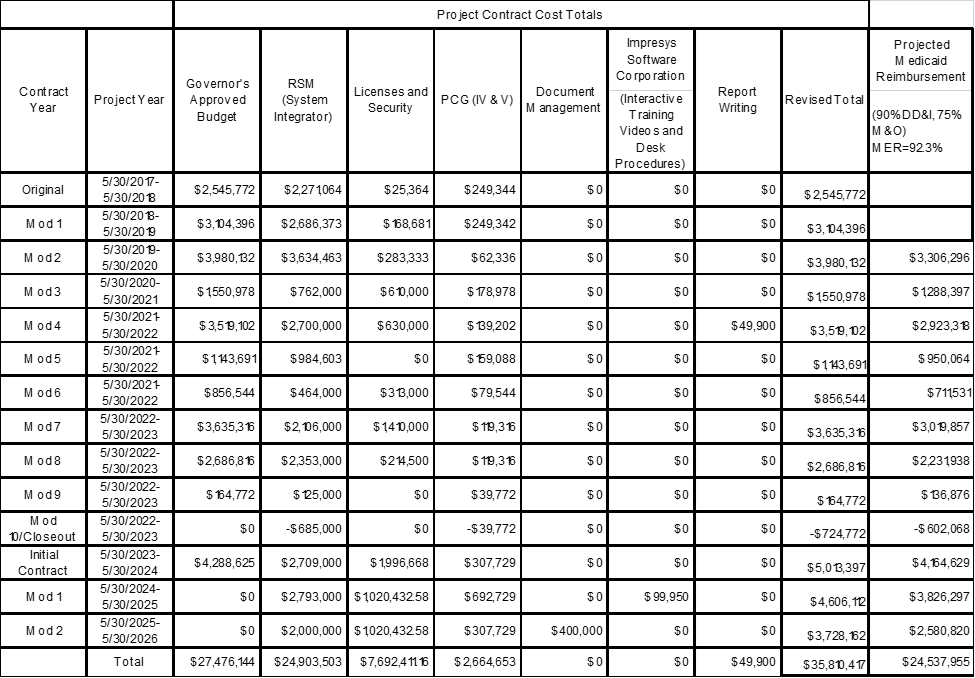 Project Contract Cost Totals
Contract Year Project Year Governor's Approved Budget RSM (System Integrator) Licenses and Security PCG (IV & V) Document Management Impresys Software Corporation (Interactive Training Videos and Desk Procedures) Report Writing Revised Total Projected Medicaid Reimbursement (90% DD&I, 75% M&O) MER=92.3%
Original 5/30/2017-5/30/2018 $2,545,772 $2,271,064 $25,364 $249,344 $0 $0 $0 $2,545,772
Mod 1 5/30/2018-5/30/2019 $3,104,396 $2,686,373 $168,681 $249,342 $0 $0 $0 $3,104,396
Mod 2 5/30/2019-5/30/2020 $3,980,132 $3,634,463 $283,333 $62,336 $0 $0 $0 $3,980,132 $3,306,296
Mod 3 5/30/2020-5/30/2021 $1,550,978 $762,000 $610,000 $178,978 $0 $0 $0 $1,550,978 $1,288,397
Mod 4 5/30/2021-5/30/2022 $3,519,102 $2,700,000 $630,000 $139,202 $0 $0 $49,900 $3,519,102 $2,923,318
Mod 5 5/30/2021-5/30/2022 $1,143,691 $984,603 $0 $159,088 $0 $0 $0 $1,143,691 $950,064
Mod 6 5/30/2021-5/30/2022 $856,544 $464,000 $313,000 $79,544 $0 $0 $0 $856,544 $711,531
Mod 7 5/30/2022-5/30/2023 $3,635,316 $2,106,000 $1,410,000 $119,316 $0 $0 $0 $3,635,316 $3,019,857
Mod 8 5/30/2022-5/30/2023 $2,686,816 $2,353,000 $214,500 $119,316 $0 $0 $0 $2,686,816 $2,231,938
Mod 9 5/30/2022-5/30/2023 $164,772 $125,000 $0 $39,772 $0 $0 $0 $164,772 $136,876
Mod 10/Closeout 5/30/2022-5/30/2023 $0 -$685,000 $0 -$39,772 $0 $0 $0 -$724,772 -$602,068
Initial Contract 5/30/2023-5/30/2024 $4,288,625 $2,709,000 $1,996,668 $307,729 $0 $0 $0 $5,013,397 $4,164,629
Mod 1 5/30/2024-5/30/2025 $0 $2,793,000 $1,020,432.58 $692,729 $0 $99,950 $0 $4,606,112 $3,826,297
Mod 2 5/30/2025-5/30/2026 $0 $2,000,000 $1,020,432.58 $307,729 $400,000 $0 $0 $3,728,162 $2,580,820
Total $27,476,144 $24,903,503 $7,692,411.16 $2,664,653 $0 $0 $49,900 $35,810,417 $24,537,955